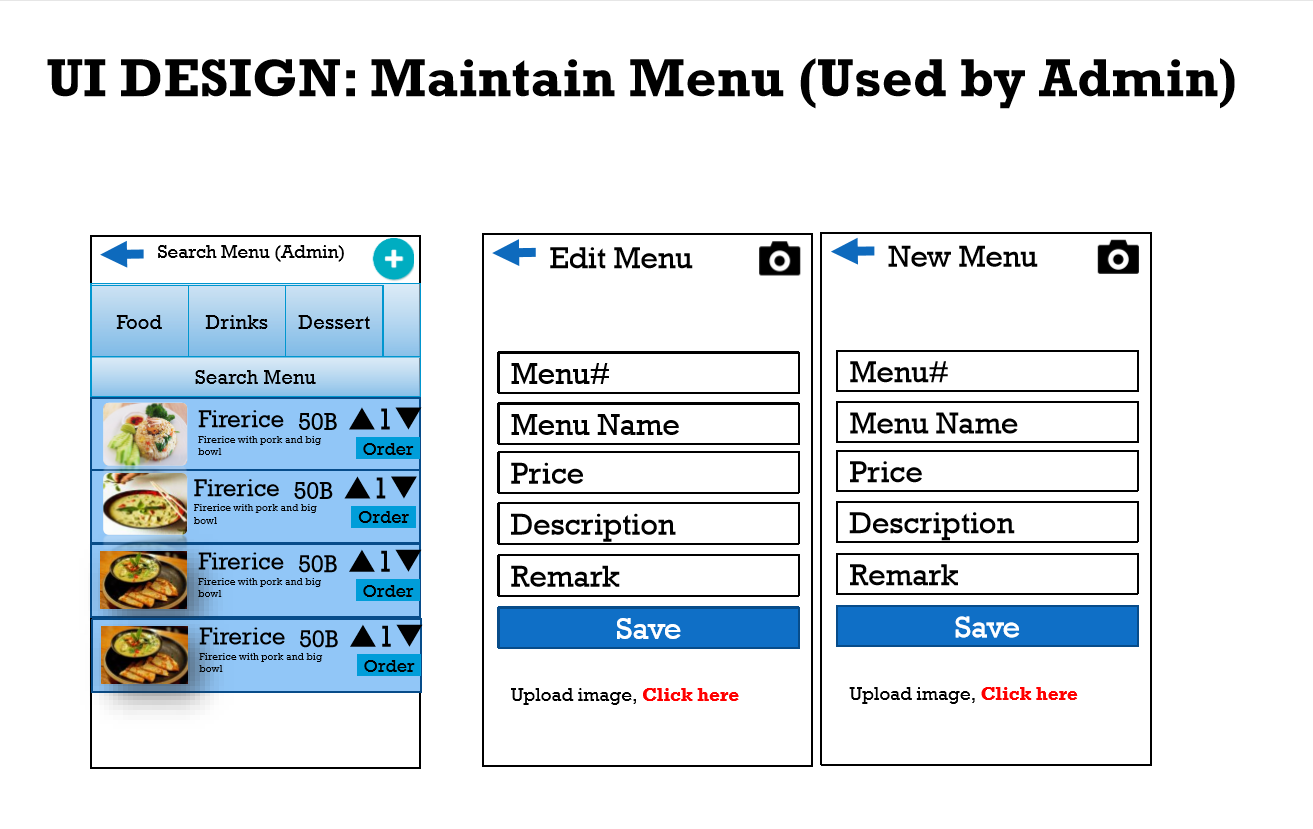 UI DESIGN: Maintain Menu (Used by Admin)
Search Menu (Admin)
Food Drinks Dessert
Search Menu
Firerice 50B 1
Firerice with pork and big
bowl
Order
Firerice 50B 1
Firerice with pork and big
bowl
Order
Firerice 50B 1
Firerice with pork and big
bowl
Order
Firerice 50B 1
Firerice with pork and big
bowl
Order
Edit Menu
Menu#
Menu Name
Price
Description
Remark
Save
Upload image, Click here
New Menu
Menu#
Menu Name
Price
Description
Remark
Save
Upload image, Click here